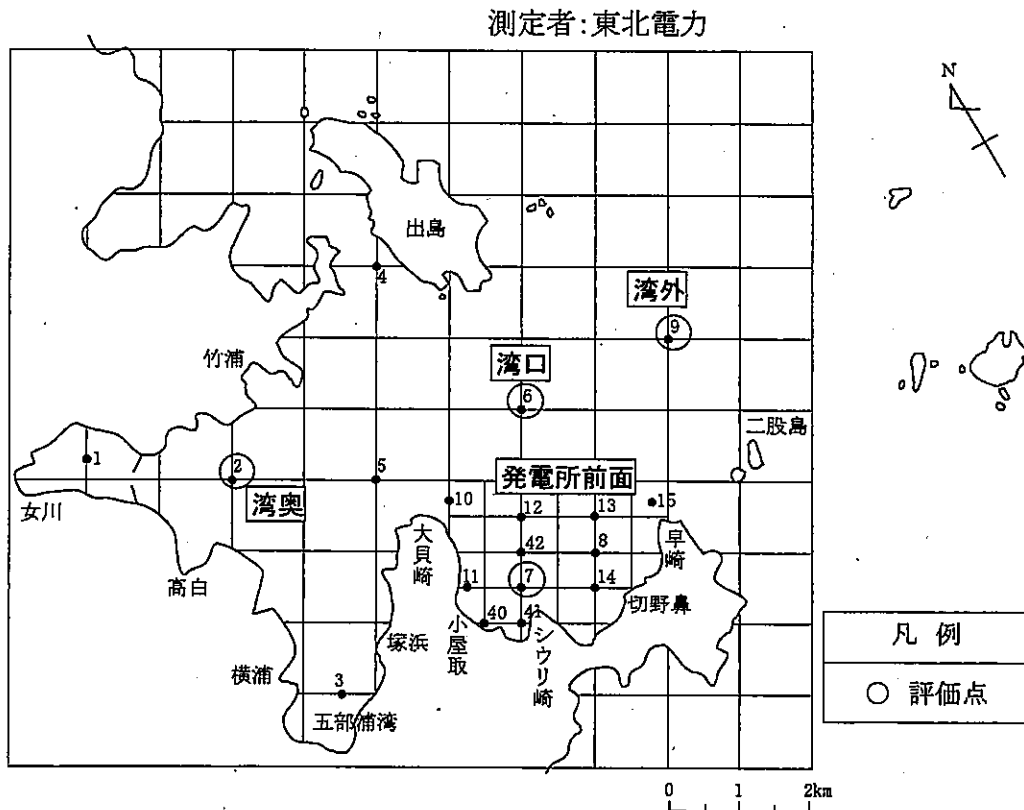 測定者:東北電力
N
出島
4
湾外
9
竹浦
湾口
6
二股島
1
2
5
発電所前面
湾奥
女川
10
12
13
15
大貝崎
早崎
42
8
高白
11
7
14
切野鼻
40
41
小屋取
シウリ崎
塚浜
横浦
3
五部浦湾
凡 例
○ 評価点
0 1 2km